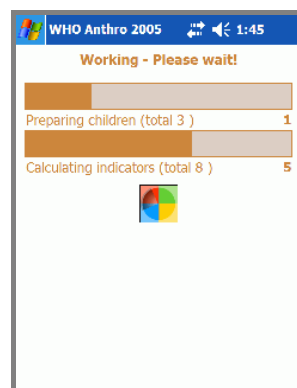 WHO Anthro 2005 1:45
Working - Please wait!
Preparing children (total 3 ) 1
Calculating indicators (total 8 ) 5